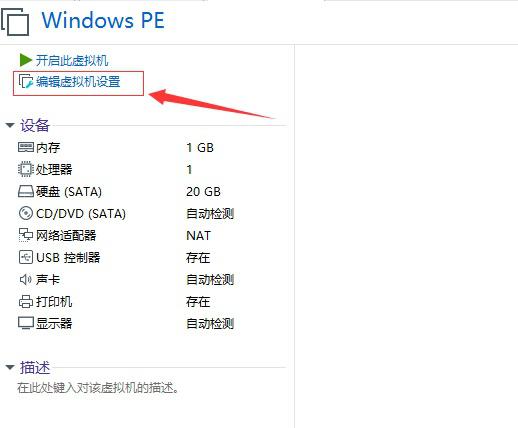 Windows PE
开启此虚拟机
编辑虚拟机设置
设备
内存 1 GB
处理器 1
硬盘 (SATA) 20 GB
CD/DVD (SATA) 自动检测
网络适配器 NAT
USB 控制器 存在
声卡 自动检测
打印机 存在
显示器 自动检测
描述
在此处键入对该虚拟机的描述。